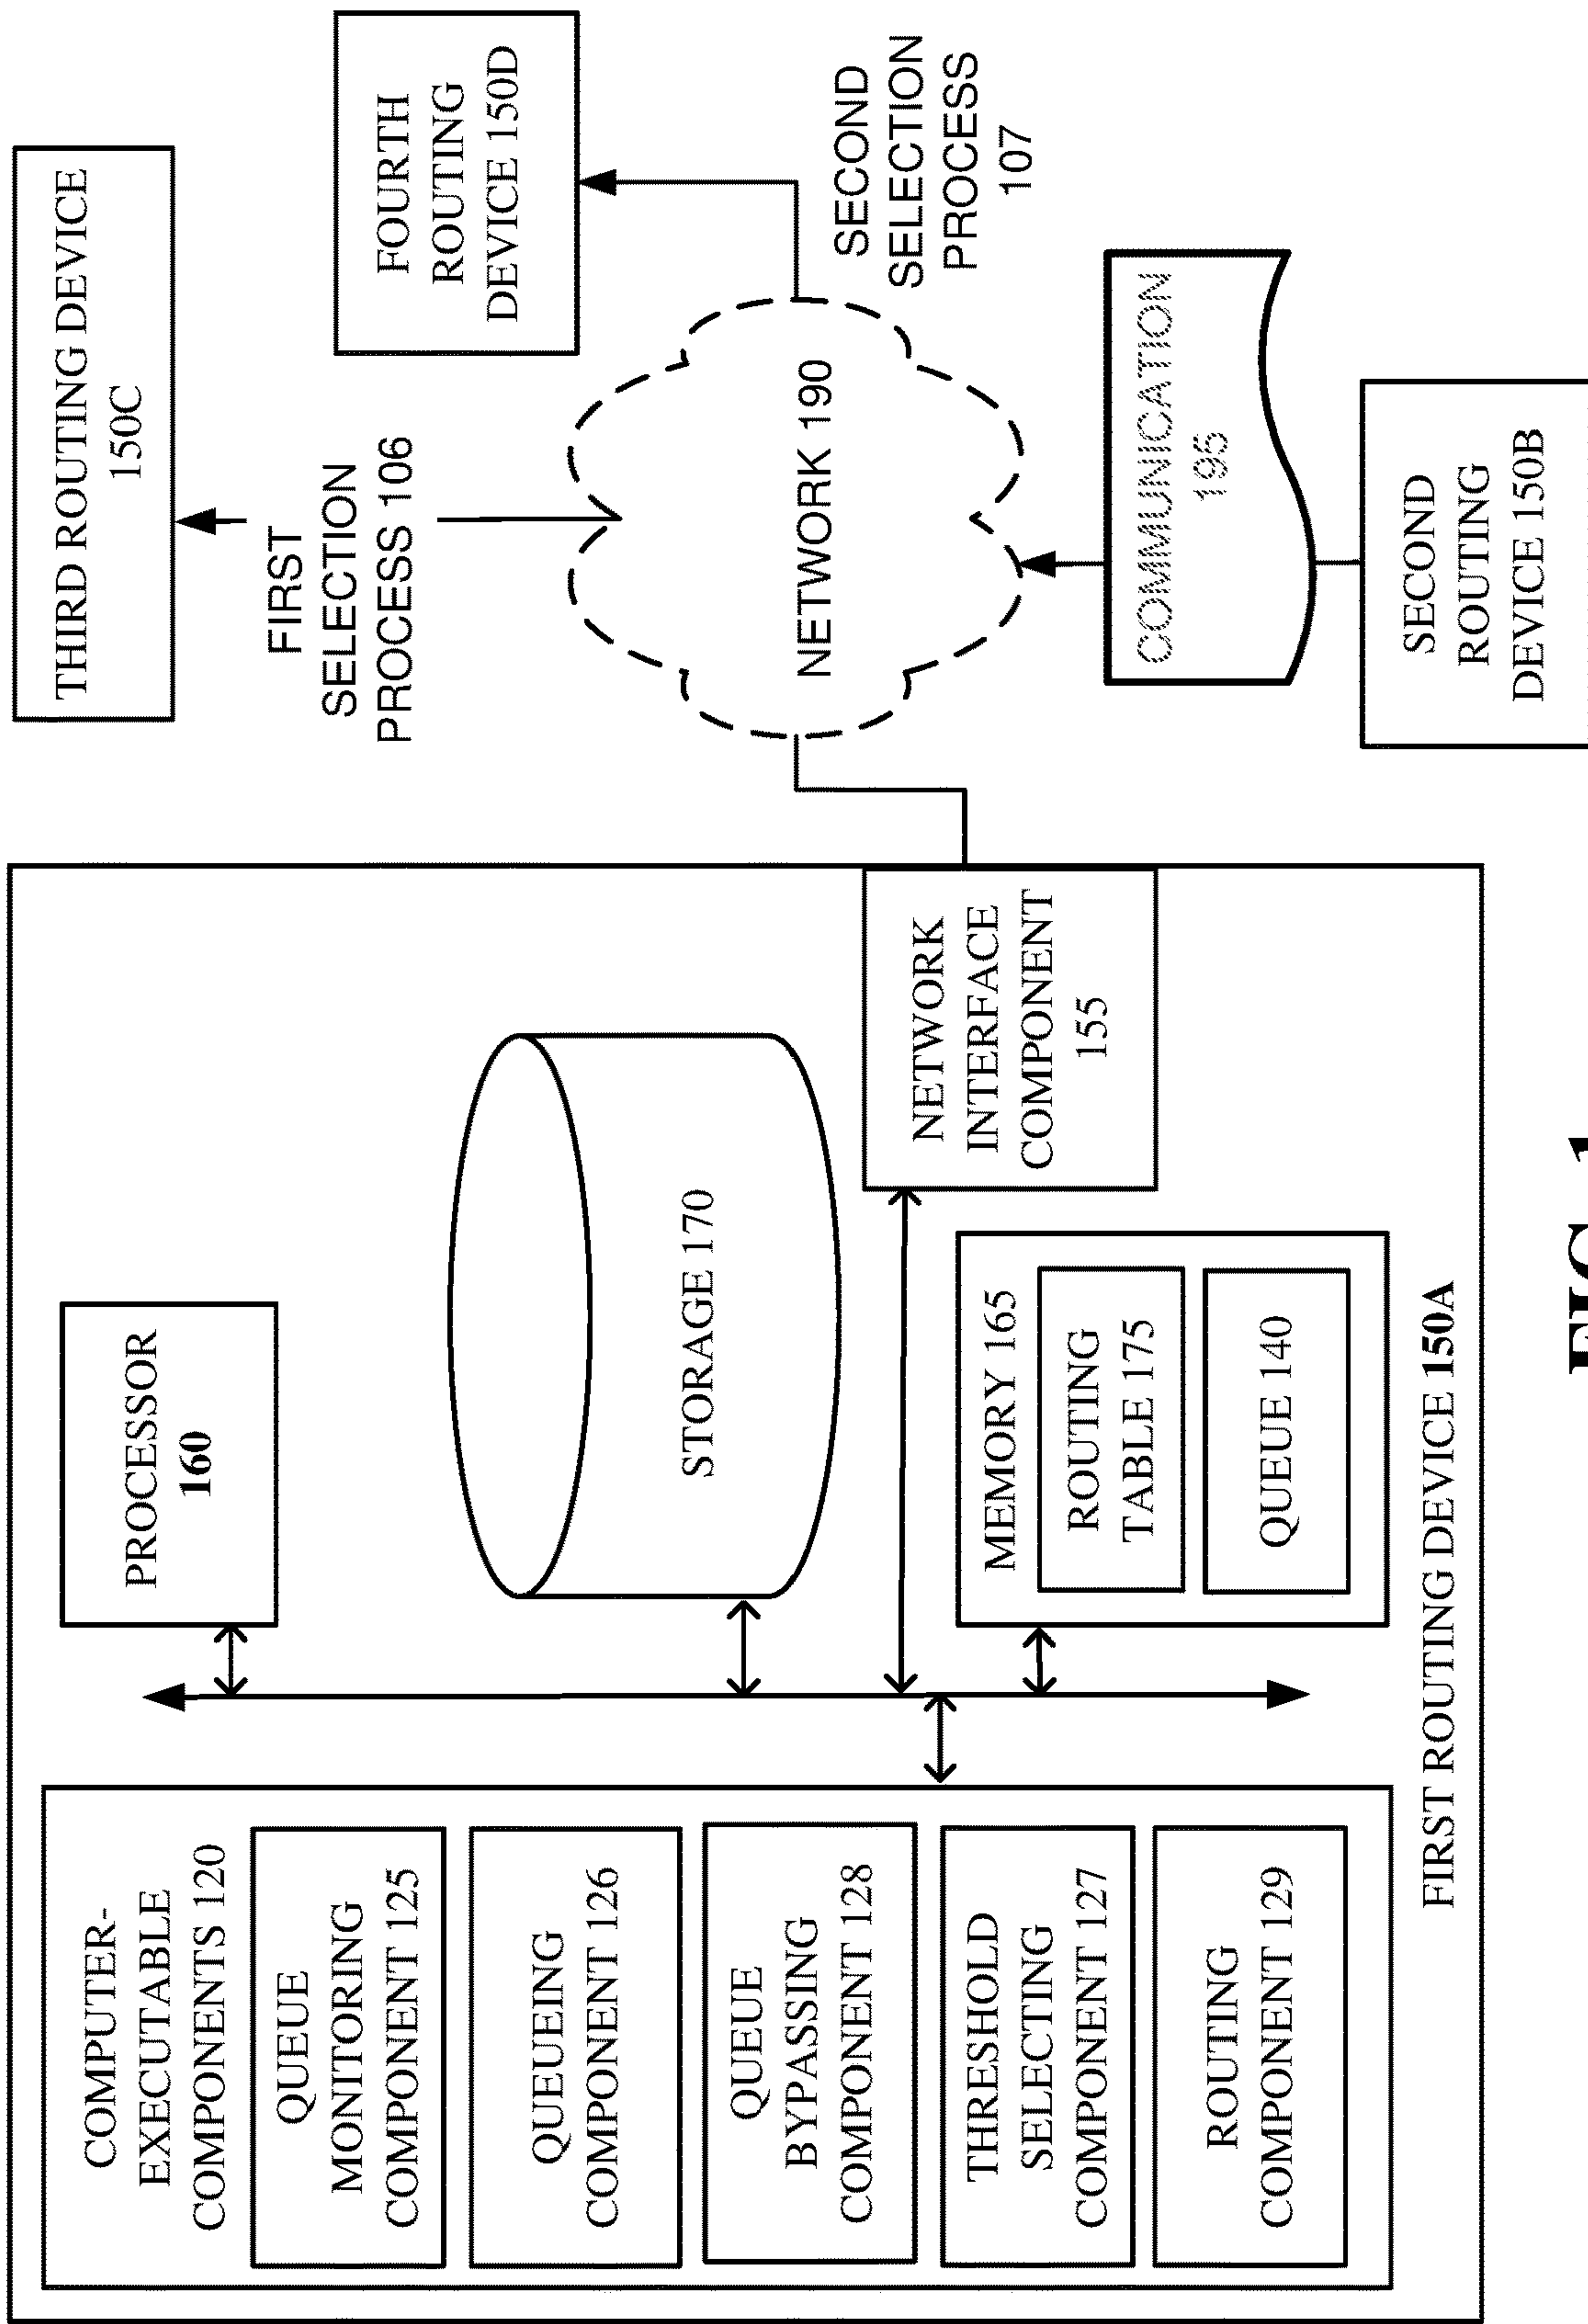 COMPUTER-
EXECUTABLE
COMPONENTS 120
QUEUE
MONITORING
COMPONENT 125
QUEUEING
COMPONENT 126
QUEUE
BYPASSING
COMPONENT 128
THRESHOLD
SELECTING
COMPONENT 127
ROUTING
COMPONENT 129
PROCESSOR
160
STORAGE 170
MEMORY 165
ROUTING
TABLE 175
QUEUE 140
NETWORK
INTERFACE
COMPONENT
155
FIRST ROUTING DEVICE 150A
THIRD ROUTING DEVICE
150C
FIRST
SELECTION
PROCESS 106
FOURTH
ROUTING
DEVICE 150D
NETWORK 190
SECOND
SELECTION
PROCESS
107
COMMUNICATION
195
SECOND
ROUTING
DEVICE 150B
FIG. 1